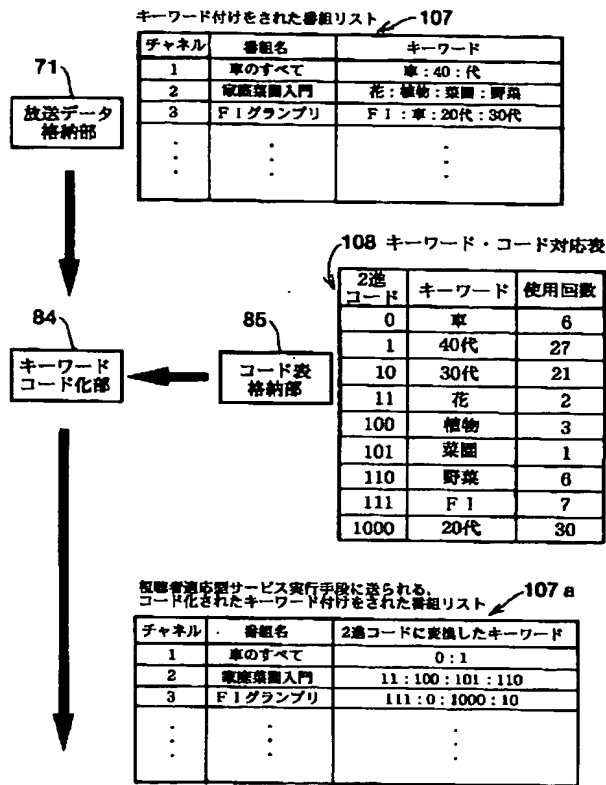 キーワード付けをされた番組リスト 107
チャネル 番組名 キーワード
1 車のすべて 車:40:代
2 家庭菜園入門 花:植物:菜園:野菜
3 F1グランプリ F1:車:20代:30代
71
放送データ
格納部
108 キーワード・コード対応表
2進
コード キーワード 使用回数
0 車 6
1 40代 27
10 30代 21
11 花 2
100 植物 3
101 菜園 1
110 野菜 6
111 F1 7
1000 20代 30
84
キーワード
コード化部
85
コード表
格納部
視聴者適応型サービス実行手段に送られる、
コード化されたキーワード付けをされた番組リスト 107a
チャネル 番組名 2進コードに変換したキーワード
1 車のすべて 0:1
2 家庭菜園入門 11:100:101:110
3 F1グランプリ 111:0:1000:10